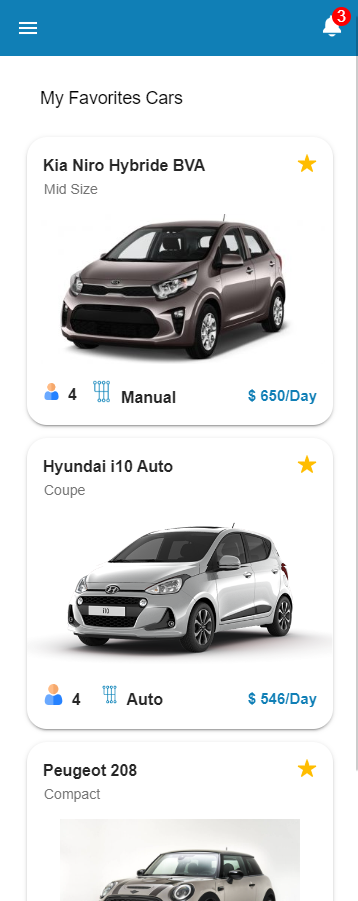 3
My Favorites Cars
Kia Niro Hybride BVA
Mid Size
4 Manual $ 650/Day
Hyundai i10 Auto
Coupe
i10
4 Auto $ 546/Day
Peugeot 208
Compact